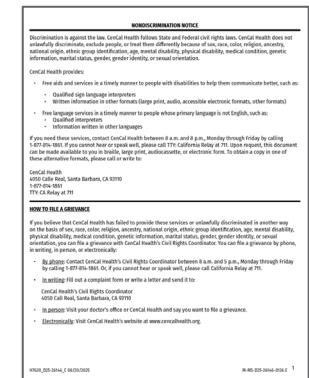 NONDISCRIMINATION NOTICE
Discrimination is against the law. CenCal Health follows State and Federal civil rights laws. CenCal Health does not
unlawfully discriminate, exclude people, or treat them differently because of sex, race, color, religion, ancestry,
national origin, ethnic group identification, age, mental disability, physical disability, medical condition, genetic
information, marital status, gender, gender identity, or sexual orientation.
CenCal Health provides:
• Free aids and services in a timely manner to people with disabilities to help them communicate better, such as:
• Qualified sign language interpreters
• Written information in other formats (large print, audio, accessible electronic formats, other formats)
• Free language services in a timely manner to people whose primary language is not English, such as:
• Qualified interpreters
• Information written in other languages
If you need these services, contact CenCal Health between 8 a.m. and 8 p.m., Monday through Friday by calling
1-877-814-1861. If you cannot hear or speak well, please call TTY: California Relay at 711. Upon request, this document
can be made available to you in braille, large print, audiocassette, or electronic form. To obtain a copy in one of
these alternative formats, please call or write to:
CenCal Health
4050 Calle Real, Santa Barbara, CA 93110
1-877-814-1861
TTY: CA Relay at 711
HOW TO FILE A GRIEVANCE
If you believe that CenCal Health has failed to provide these services or unlawfully discriminated in another way
on the basis of sex, race, color, religion, ancestry, national origin, ethnic group identification, age, mental disability,
physical disability, medical condition, genetic information, marital status, gender, gender identity, or sexual
orientation, you can file a grievance with CenCal Health's Civil Rights Coordinator. You can file a grievance by phone,
in writing, in person, or electronically:
• By phone: Contact CenCal Health's Civil Rights Coordinator between 8 a.m. and 5 p.m., Monday through Friday
by calling 1-877-814-1861. Or, if you cannot hear or speak well, please call California Relay at 711.
• In writing: Fill out a complaint form or write a letter and send it to:
CenCal Health's Civil Rights Coordinator
4050 Call Real, Santa Barbara, CA 93110
• In person: Visit your doctor's office or CenCal Health and say you want to file a grievance.
• Electronically: Visit CenCal Health's website at www.cencalhealth.org.
1